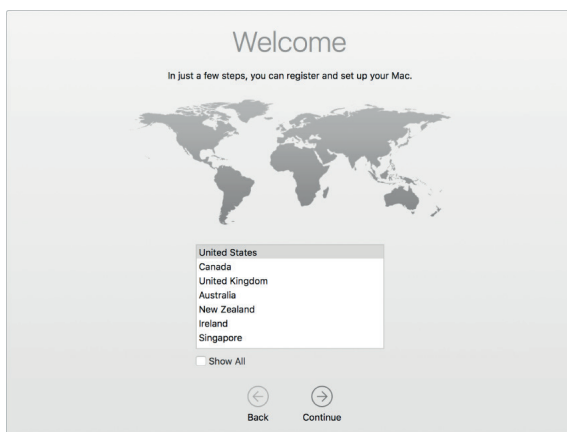 Welcome
In just a few steps, you can register and set up your Mac.
United States
Canada
United Kingdom
Australia
New Zealand
Ireland
Singapore
Show All
Back Continue